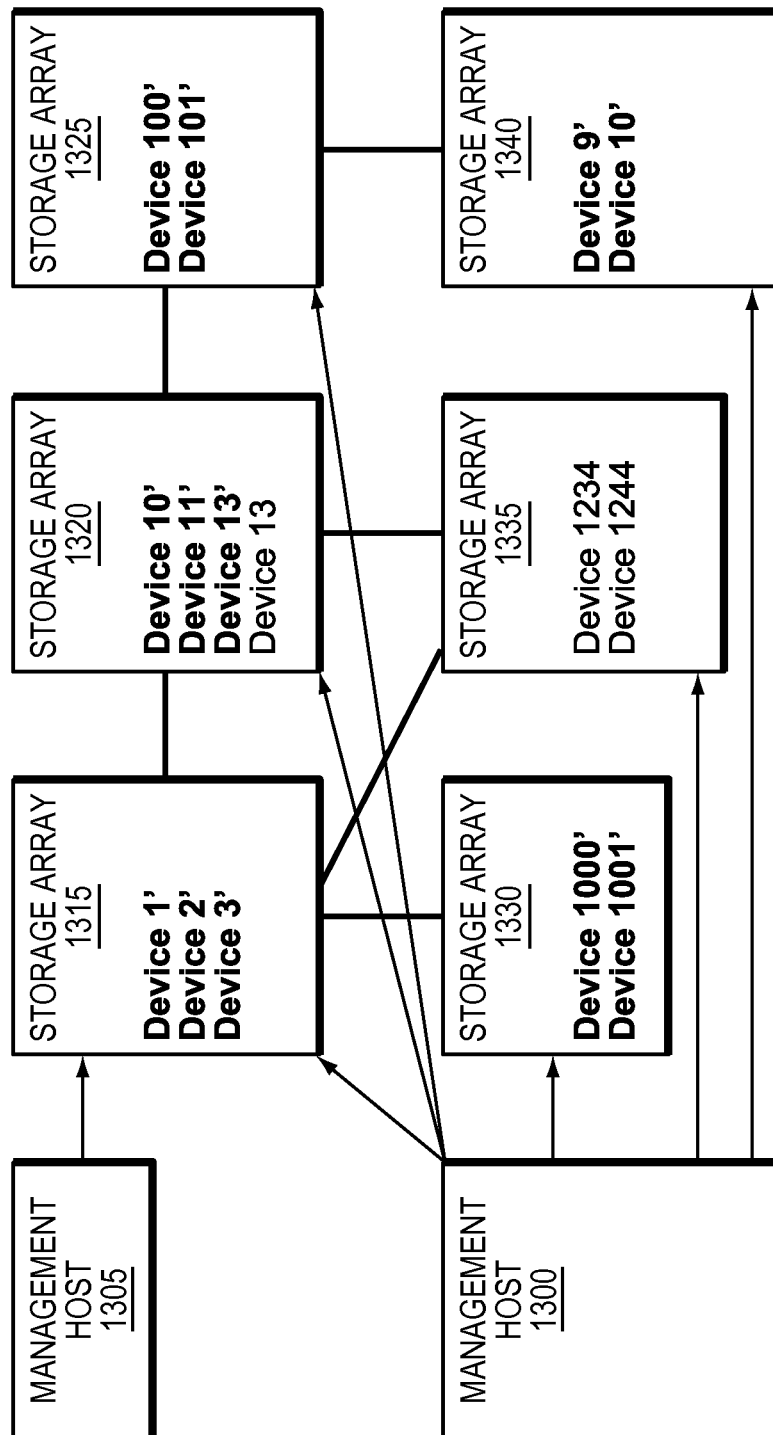 MANAGEMENT
HOST
1305
STORAGE ARRAY
1315
Device 1'
Device 2'
Device 3'
STORAGE ARRAY
1320
Device 10'
Device 11'
Device 13'
Device 13
STORAGE ARRAY
1325
Device 100'
Device 101'
MANAGEMENT
HOST
1300
STORAGE ARRAY
1330
Device 1000'
Device 1001'
STORAGE ARRAY
1335
Device 1234
Device 1244
STORAGE ARRAY
1340
Device 9'
Device 10'